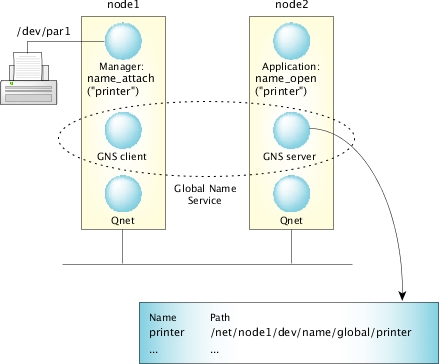 node1
node2
/dev/par1
Manager:
name_attach
("printer")
Application:
name_open
("printer")
GNS client
GNS server
Global Name
Service
Qnet
Qnet
Name Path
printer /net/node1/dev/name/global/printer
... ...